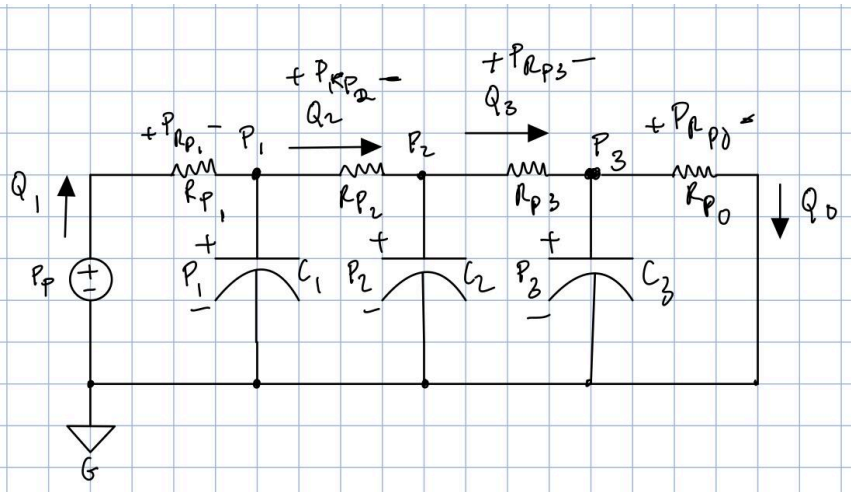 + P_RP3 −
+ P_RP2 − Q3
+ P_RP1 − P1 Q2 P2 P3 + P_RP0 −
Q1 RP1 RP2 RP3 RP0 Q0
+ + +
Pp + − P1 C1 P2 C2 P3 C3
− − −
G